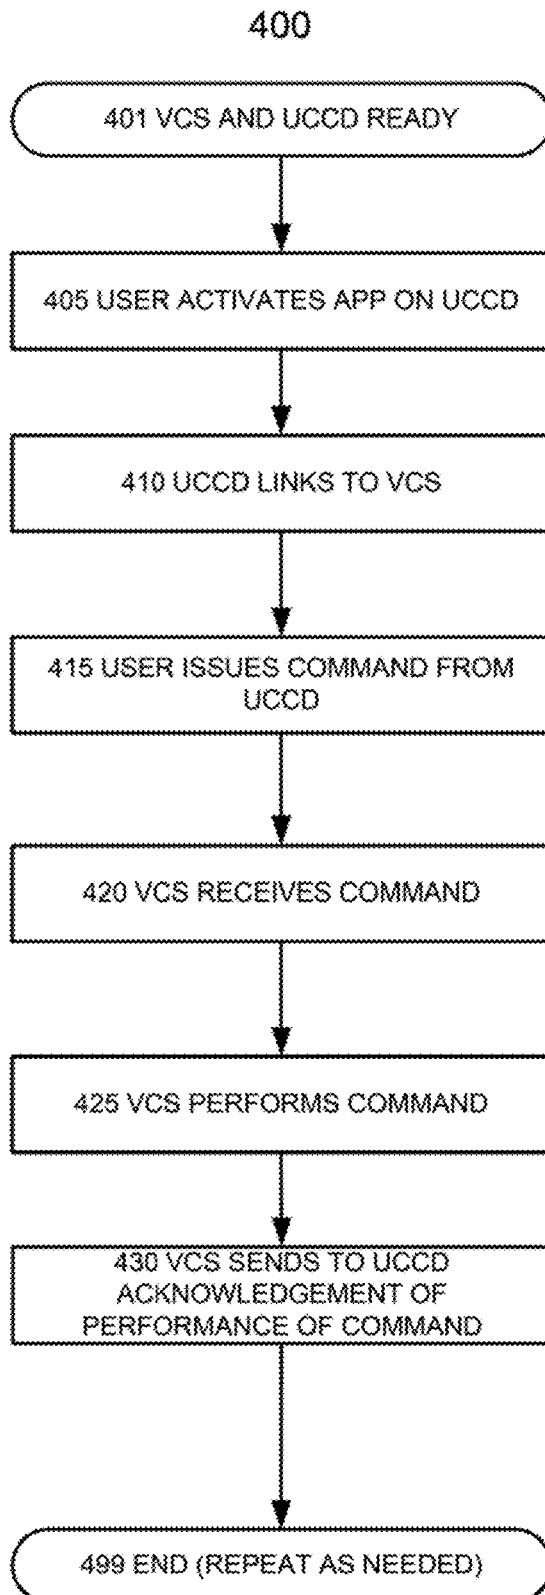 400
401 VCS AND UCCD READY
405 USER ACTIVATES APP ON UCCD
410 UCCD LINKS TO VCS
415 USER ISSUES COMMAND FROM
UCCD
420 VCS RECEIVES COMMAND
425 VCS PERFORMS COMMAND
430 VCS SENDS TO UCCD
ACKNOWLEDGEMENT OF
PERFORMANCE OF COMMAND
499 END (REPEAT AS NEEDED)